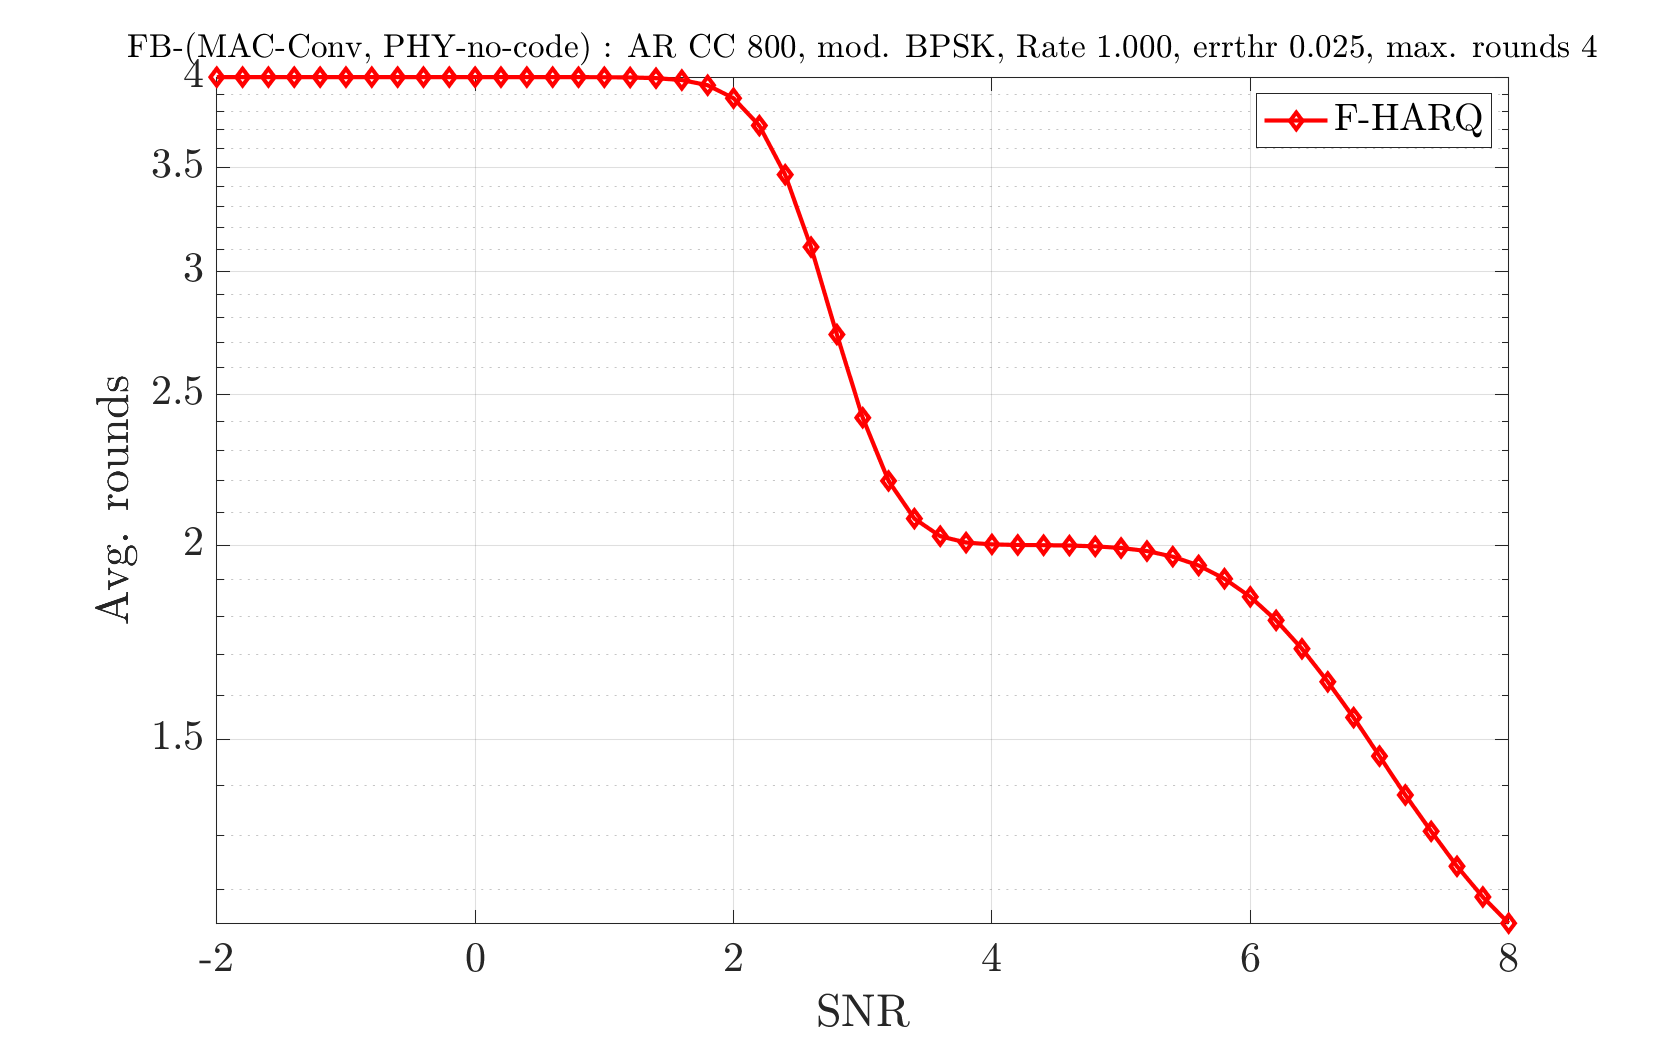 FB-(MAC-Conv, PHY-no-code) : AR CC 800, mod. BPSK, Rate 1.000, errthr 0.025, max. rounds 4
F-HARQ
4
3.5
3
2.5
2
1.5
Avg. rounds
-2 0 2 4 6 8
SNR